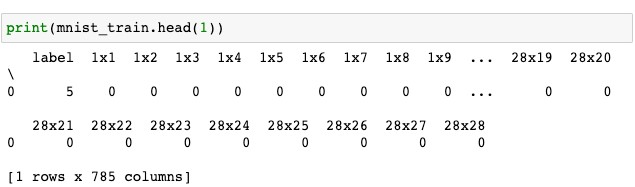 print(mnist_train.head(1))
label 1x1 1x2 1x3 1x4 1x5 1x6 1x7 1x8 1x9 ... 28x19 28x20
\
0 5 0 0 0 0 0 0 0 0 0 ... 0 0
28x21 28x22 28x23 28x24 28x25 28x26 28x27 28x28
0 0 0 0 0 0 0 0 0
[1 rows x 785 columns]